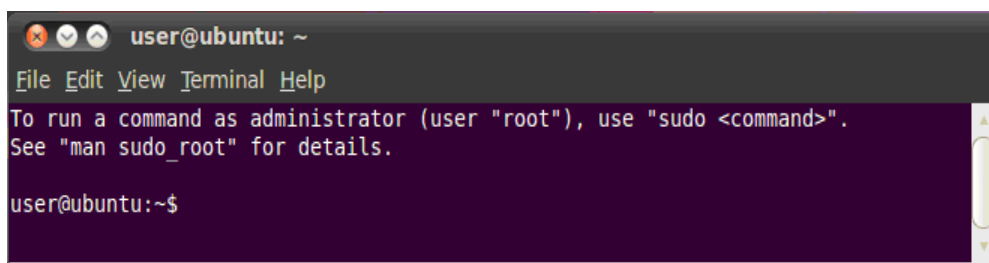 user@ubuntu: ~
File Edit View Terminal Help
To run a command as administrator (user "root"), use "sudo <command>".
See "man sudo_root" for details.
user@ubuntu:~$